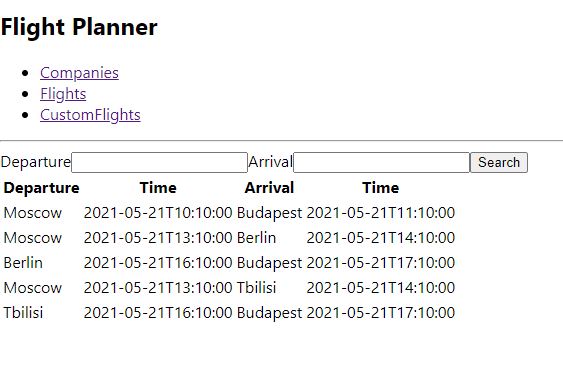 Flight Planner
Companies
Flights
CustomFlights
Departure Arrival Search
Departure Time Arrival Time
Moscow 2021-05-21T10:10:00 Budapest 2021-05-21T11:10:00
Moscow 2021-05-21T13:10:00 Berlin 2021-05-21T14:10:00
Berlin 2021-05-21T16:10:00 Budapest 2021-05-21T17:10:00
Moscow 2021-05-21T13:10:00 Tbilisi 2021-05-21T14:10:00
Tbilisi 2021-05-21T16:10:00 Budapest 2021-05-21T17:10:00